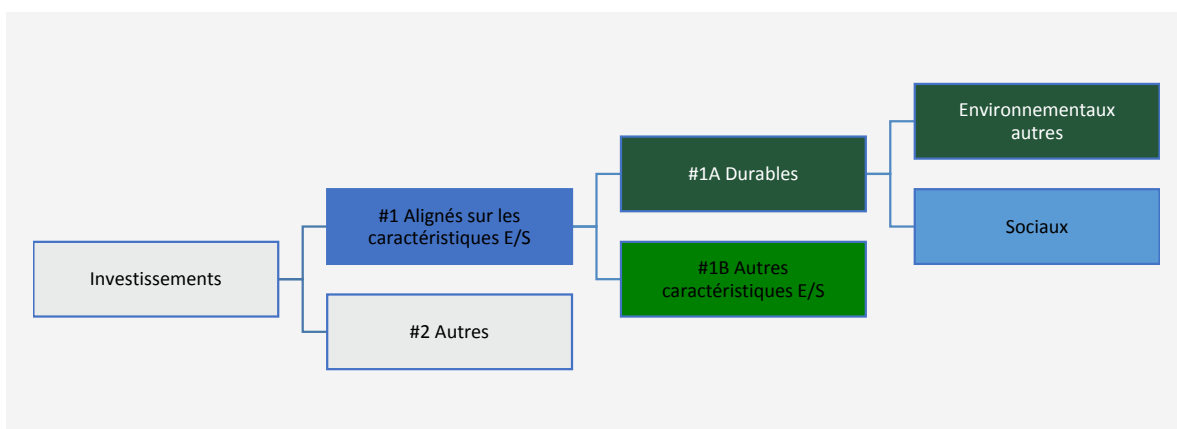 Investissements
#1 Alignés sur les
caractéristiques E/S
#2 Autres
#1A Durables
#1B Autres
caractéristiques E/S
Environnementaux
autres
Sociaux